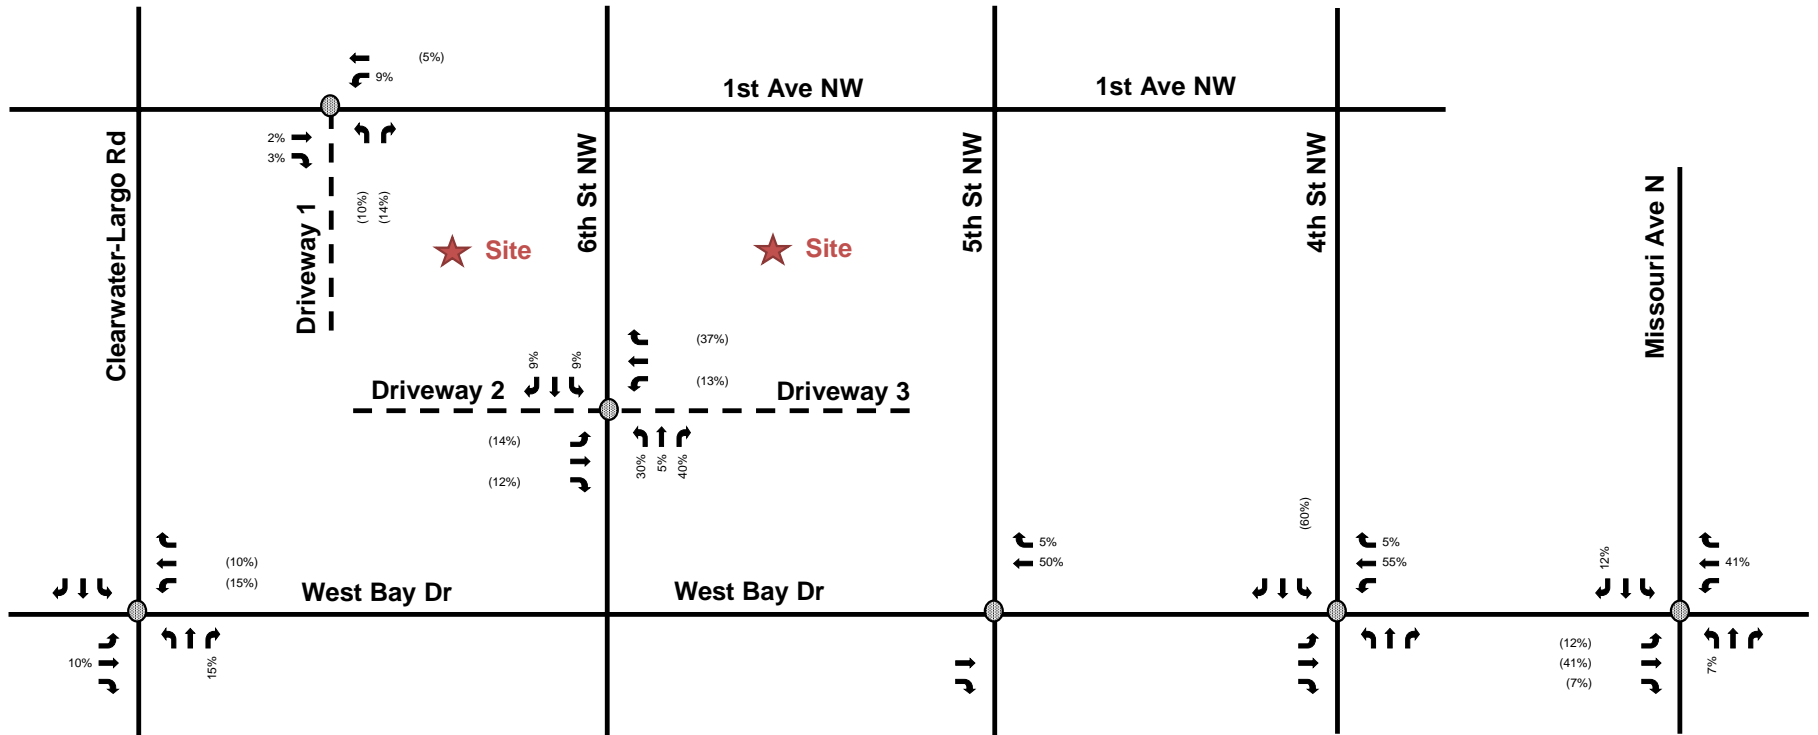 (5%)
9%
1st Ave NW
1st Ave NW
2%
3%
(10%)
(14%)
Clearwater-Largo Rd
Driveway 1
Site
6th St NW
Site
5th St NW
4th St NW
Missouri Ave N
9%
9%
(37%)
(13%)
Driveway 2
Driveway 3
(14%)
(12%)
30%
5%
40%
(10%)
(15%)
West Bay Dr
West Bay Dr
5%
50%
(60%)
5%
55%
12%
41%
10%
15%
(12%)
(41%)
(7%)
7%